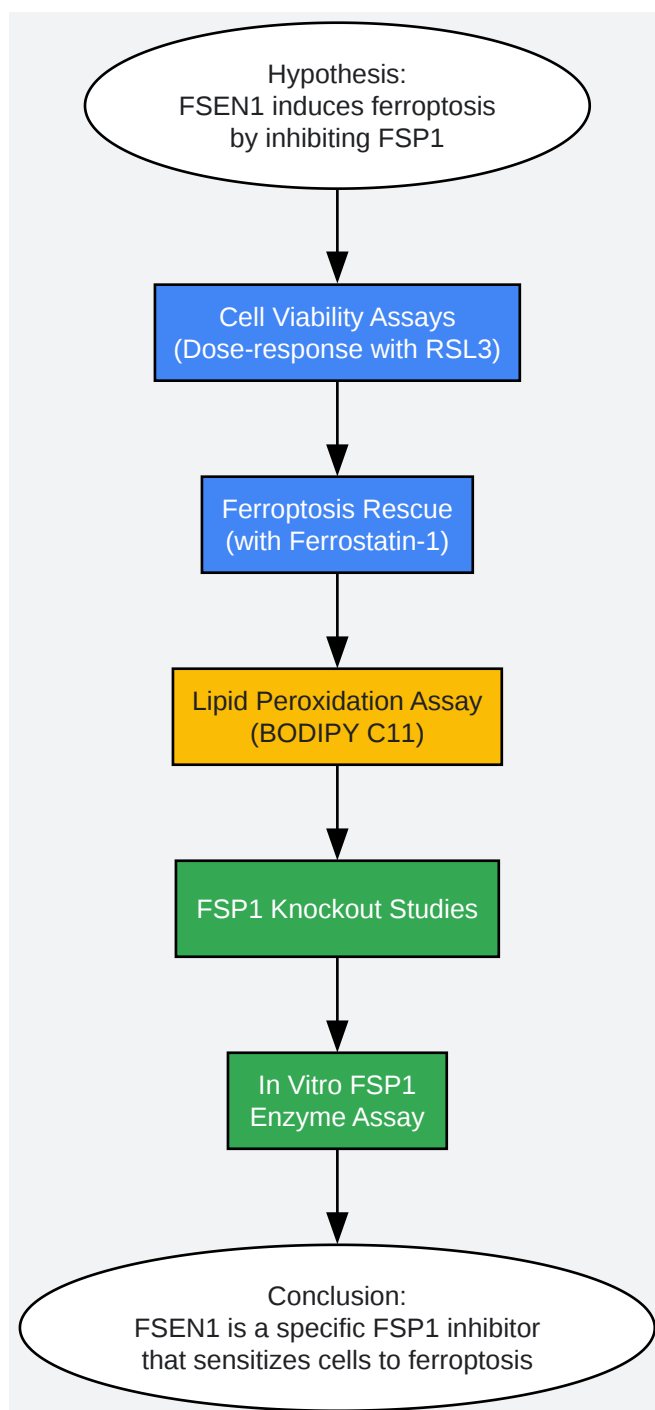 Hypothesis:
FSEN1 induces ferroptosis
by inhibiting FSP1
Cell Viability Assays
(Dose-response with RSL3)
Ferroptosis Rescue
(with Ferrostatin-1)
Lipid Peroxidation Assay
(BODIPY C11)
FSP1 Knockout Studies
In Vitro FSP1
Enzyme Assay
Conclusion:
FSEN1 is a specific FSP1 inhibitor
that sensitizes cells to ferroptosis